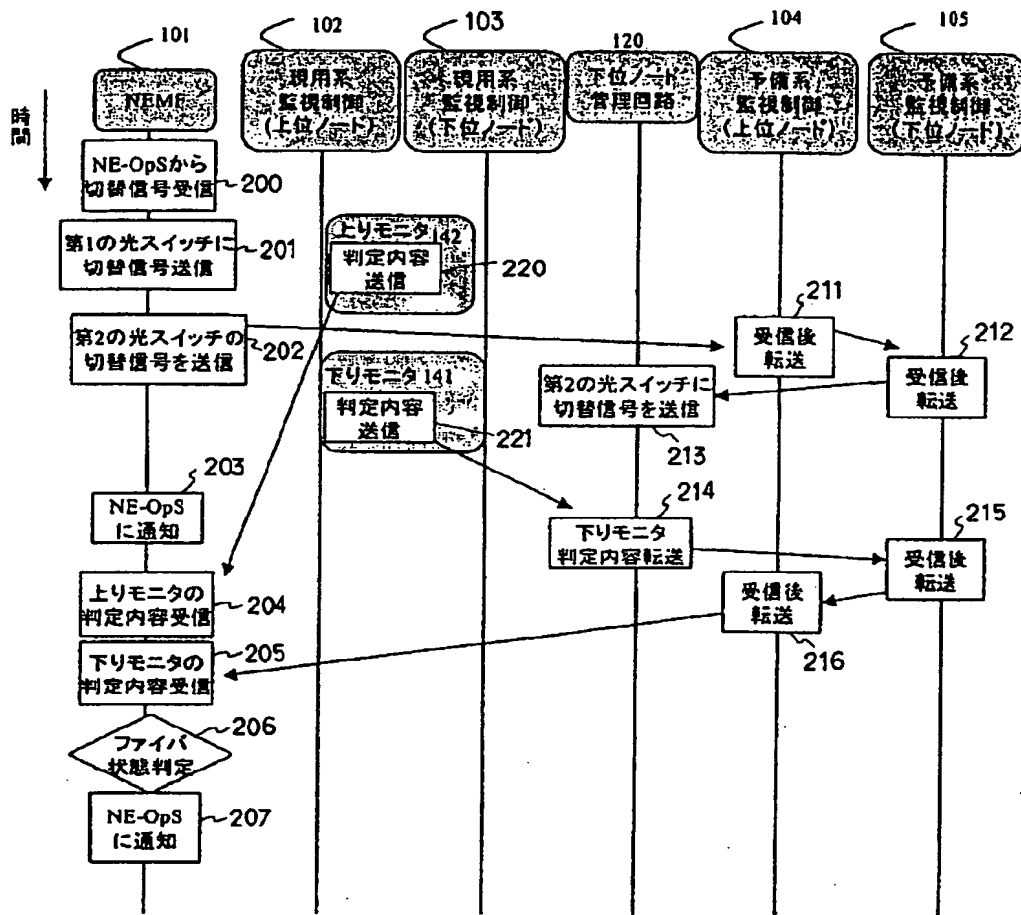 101
102
103
120
104
105
時間
NEMF
現用系
監視制御
(上位ノード)
現用系
監視制御
(下位ノード)
下位ノード
管理回路
予備系
監視制御
(上位ノード)
予備系
監視制御
(下位ノード)
NE-OpSから
切替信号受信
200
第1の光スイッチに
切替信号送信
201
上りモニタ142
判定内容
送信
220
第2の光スイッチの
切替信号を送信
202
211
受信後
転送
212
受信後
転送
下りモニタ141
判定内容
送信
221
第2の光スイッチに
切替信号を送信
213
203
NE-OpS
に通知
214
下りモニタ
判定内容転送
215
受信後
転送
上りモニタの
判定内容受信
204
受信後
転送
216
下りモニタの
判定内容受信
205
206
ファイバ
状態判定
NE-OpS
に通知
207